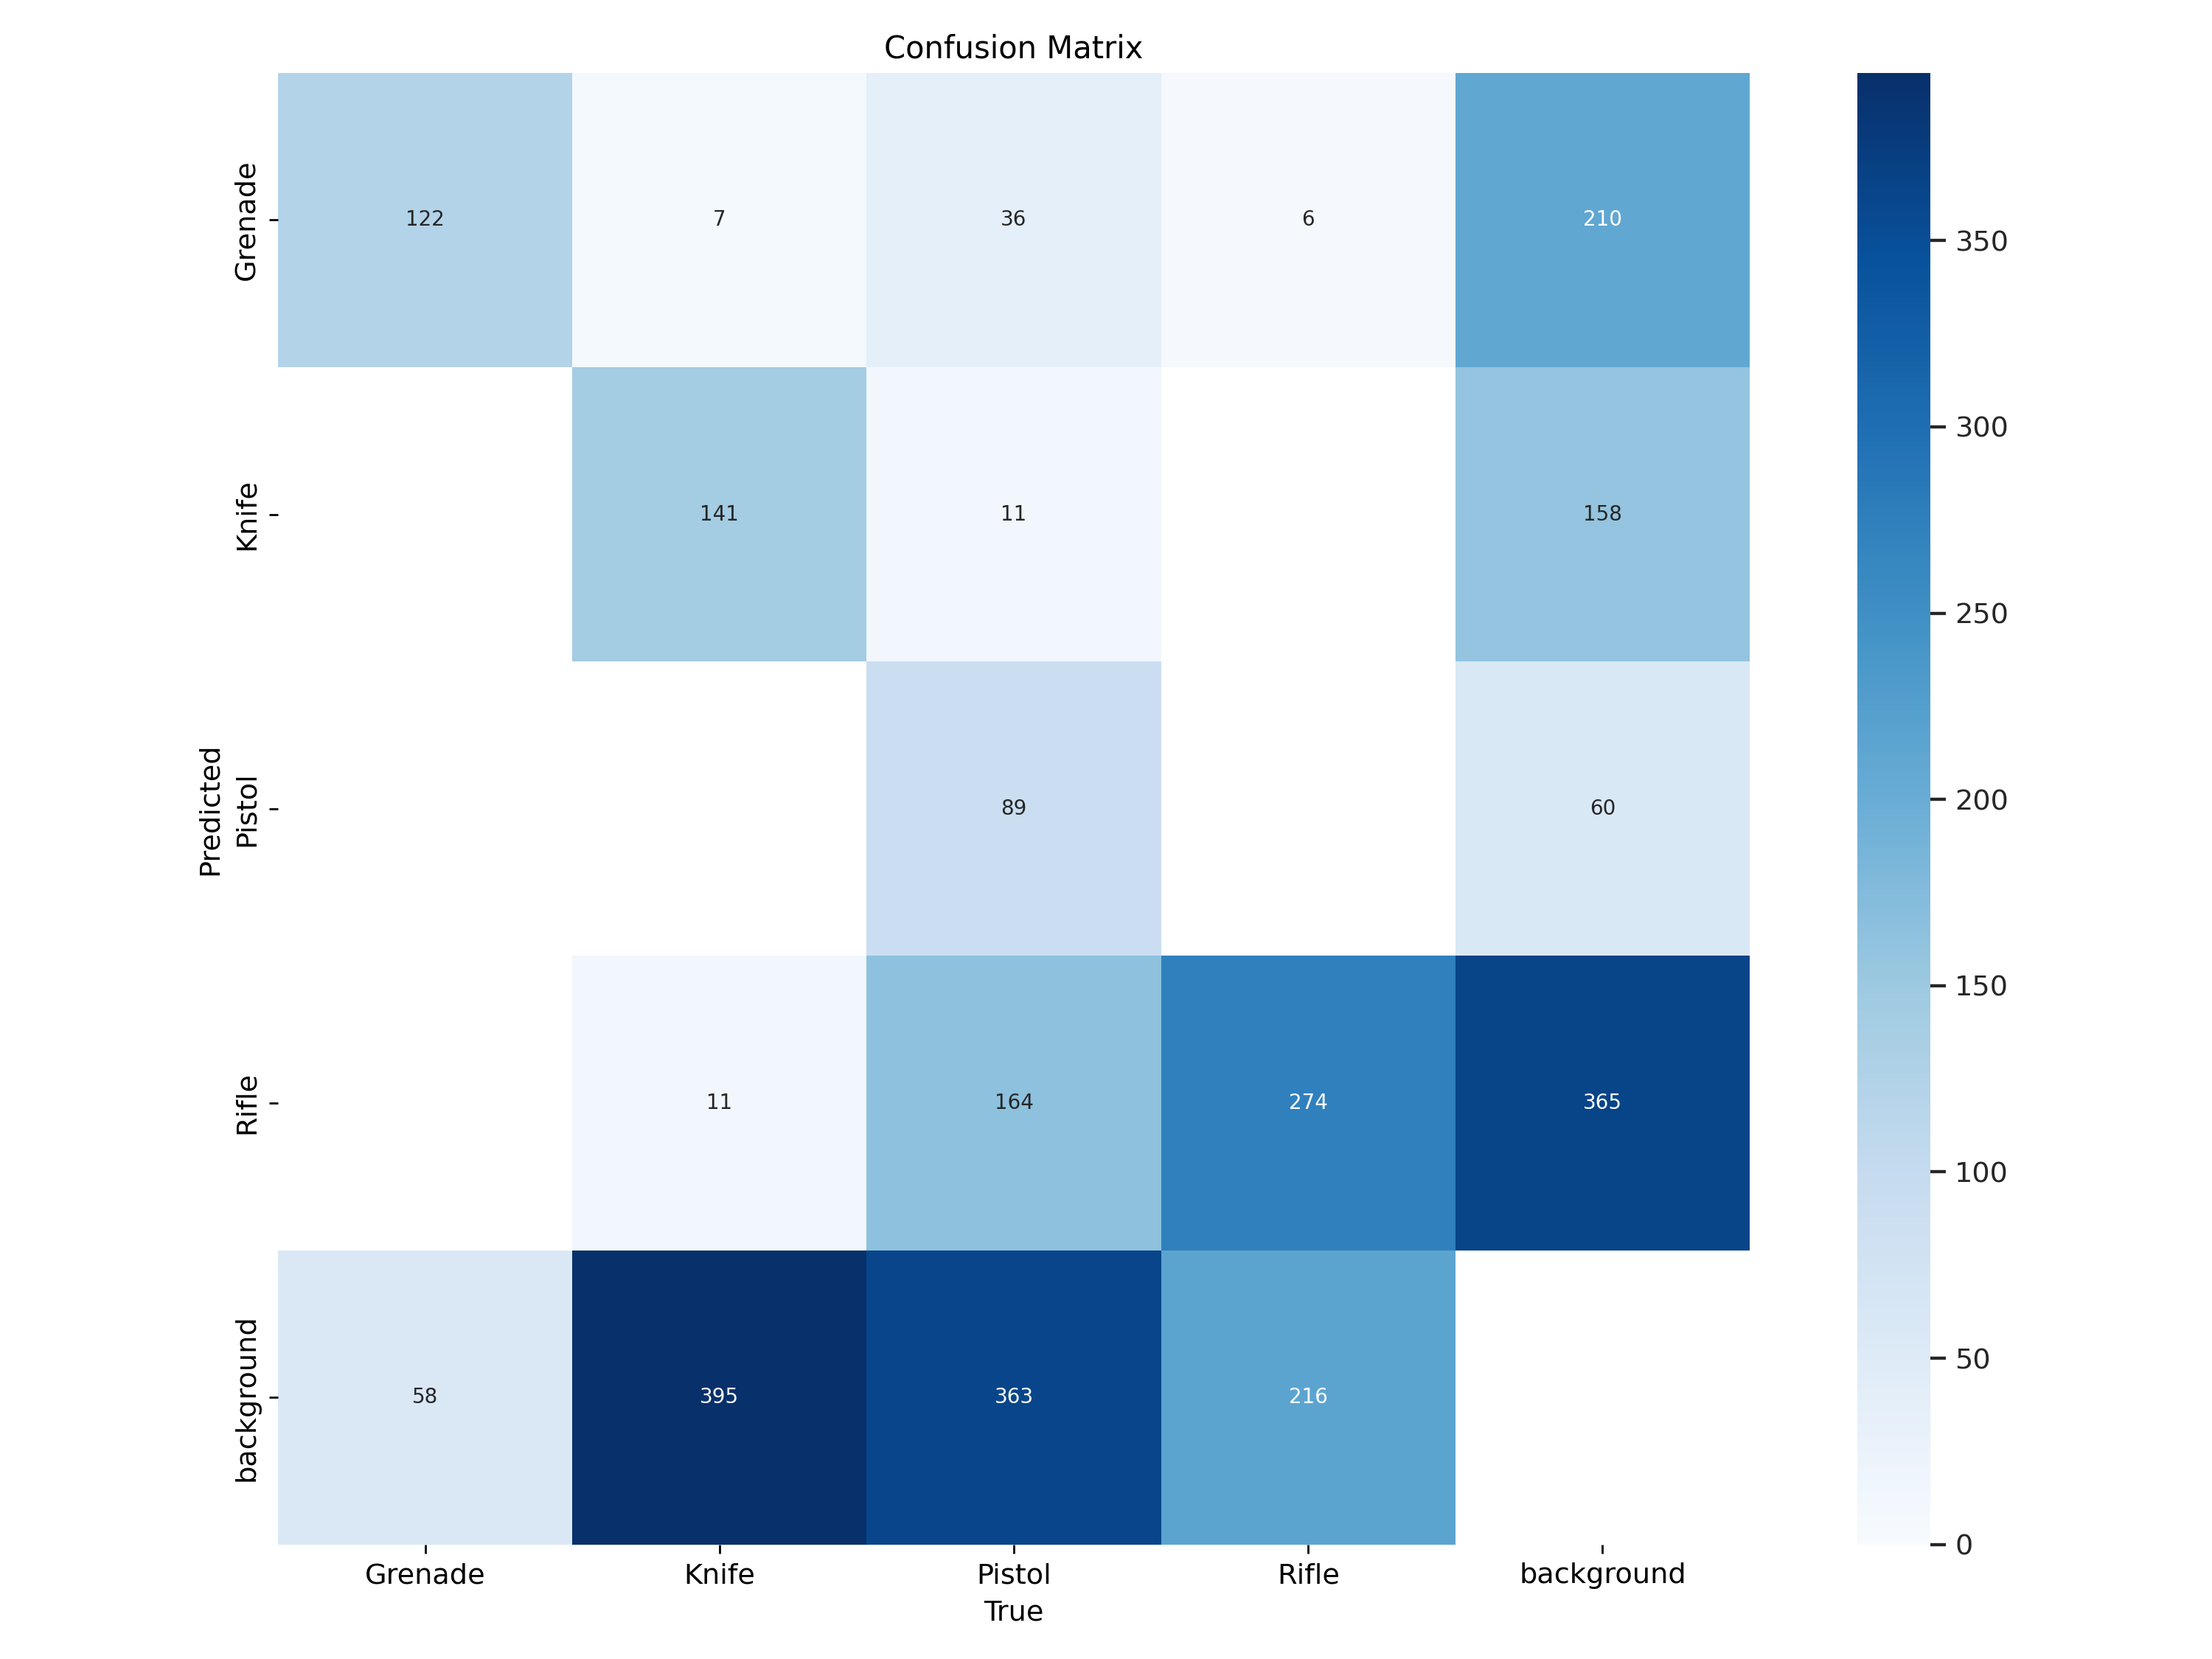 Confusion Matrix
Grenade
122
7
36
6
210
Knife
141
11
158
Predicted
Pistol
89
60
Rifle
11
164
274
365
background
58
395
363
216
Grenade
Knife
Pistol
Rifle
background
True
350
300
250
200
150
100
50
0